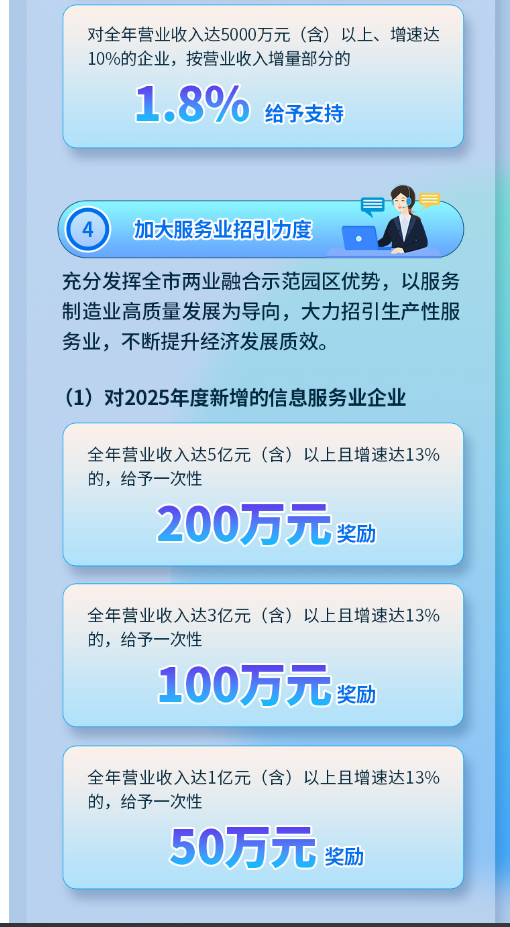 对全年营业收入达5000万元（含）以上、增速达
10%的企业，按营业收入增量部分的
1.8% 给予支持
4 加大服务业招引力度
充分发挥全市两业融合示范园区优势，以服务
制造业高质量发展为导向，大力招引生产性服
务业，不断提升经济发展质效。
（1）对2025年度新增的信息服务业企业
全年营业收入达5亿元（含）以上且增速达13%
的，给予一次性
200万元 奖励
全年营业收入达3亿元（含）以上且增速达13%
的，给予一次性
100万元 奖励
全年营业收入达1亿元（含）以上且增速达13%
的，给予一次性
50万元 奖励